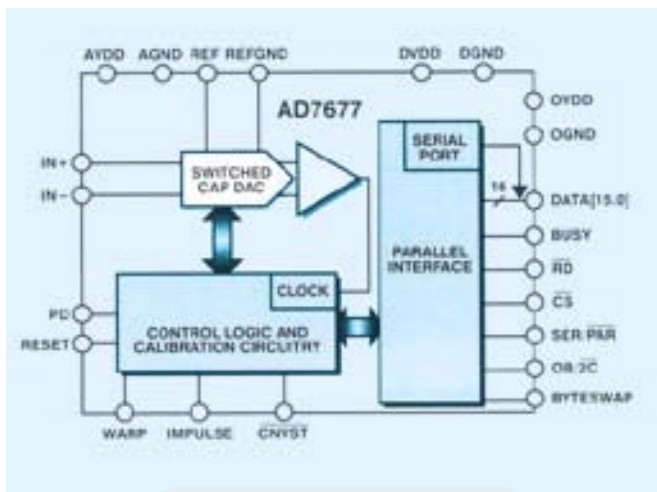 AVDD AGND REF REFGND DVDD DGND
OVDD
AD7677
SERIAL
PORT
OGND
IN+
SWITCHED
CAP DAC
16
DATA[15:0]
IN–
BUSY
PARALLEL
INTERFACE
RD
CLOCK
CS
PD
CONTROL LOGIC AND
CALIBRATION CIRCUITRY
SER/PAR
RESET
OB/2C
BYTESWAP
WARP IMPULSE CNVST